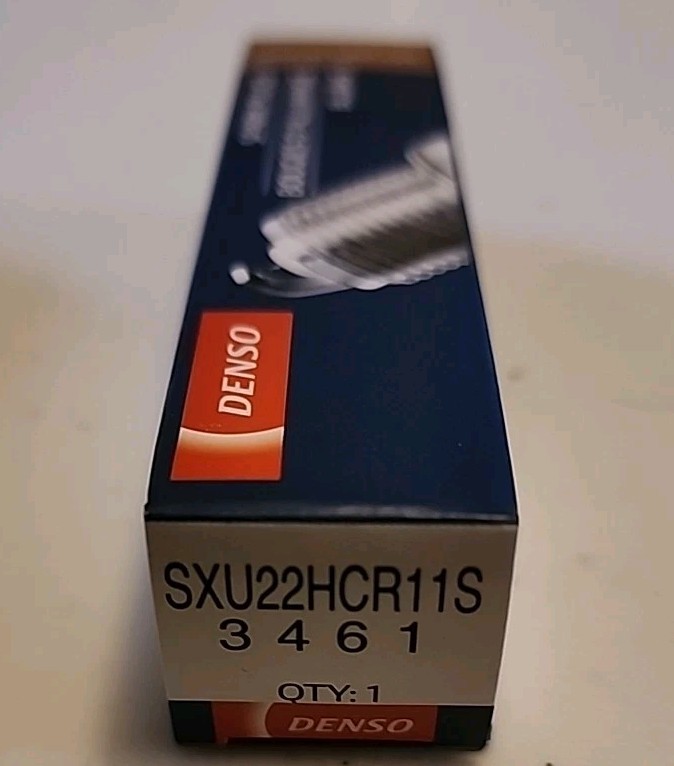 DENSO
SXU22HCR11S
3461
QTY: 1
DENSO